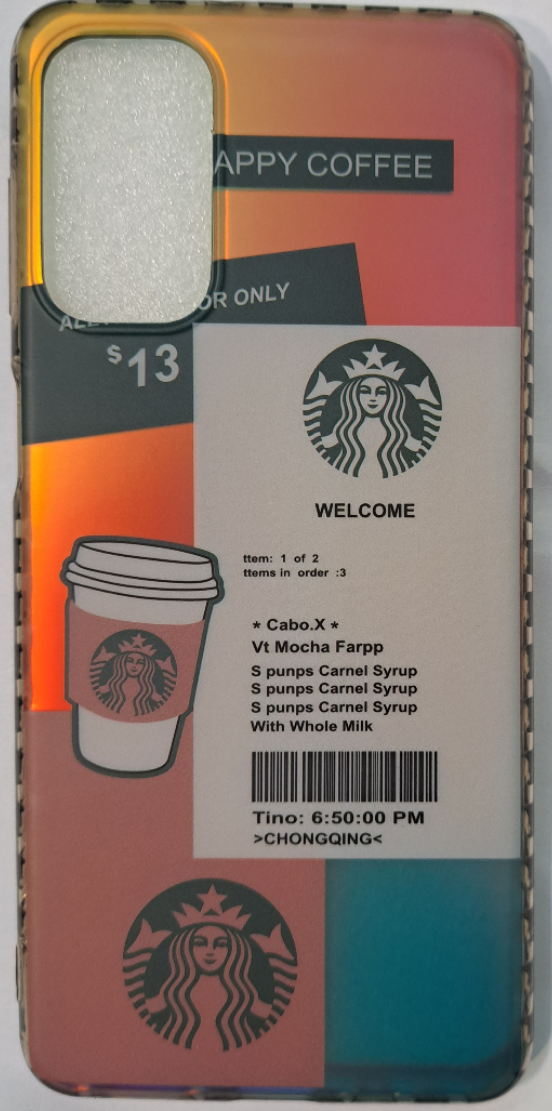 APPY COFFEE
OR ONLY
$13
WELCOME
ttem: 1 of 2
ttems in order :3
* Cabo.X *
Vt Mocha Farpp
S punps Carnel Syrup
S punps Carnel Syrup
S punps Carnel Syrup
With Whole Milk
Tino: 6:50:00 PM
>CHONGQING<